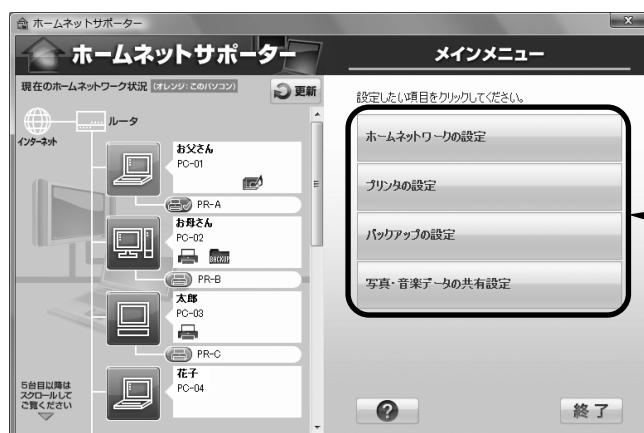 ホームネットサポーター
ホームネットサポーター
現在のホームネットワーク状況 (オレンジ:このパソコン)
更新
インターネット
ルータ
お父さん
PC-01
PR-A
お母さん
PC-02
BACKUP
PR-B
太郎
PC-03
PR-C
花子
PC-04
5台目以降は
スクロールして
ご覧ください
メインメニュー
設定したい項目をクリックしてください。
ホームネットワークの設定
プリンタの設定
バックアップの設定
写真・音楽データの共有設定
?
終了